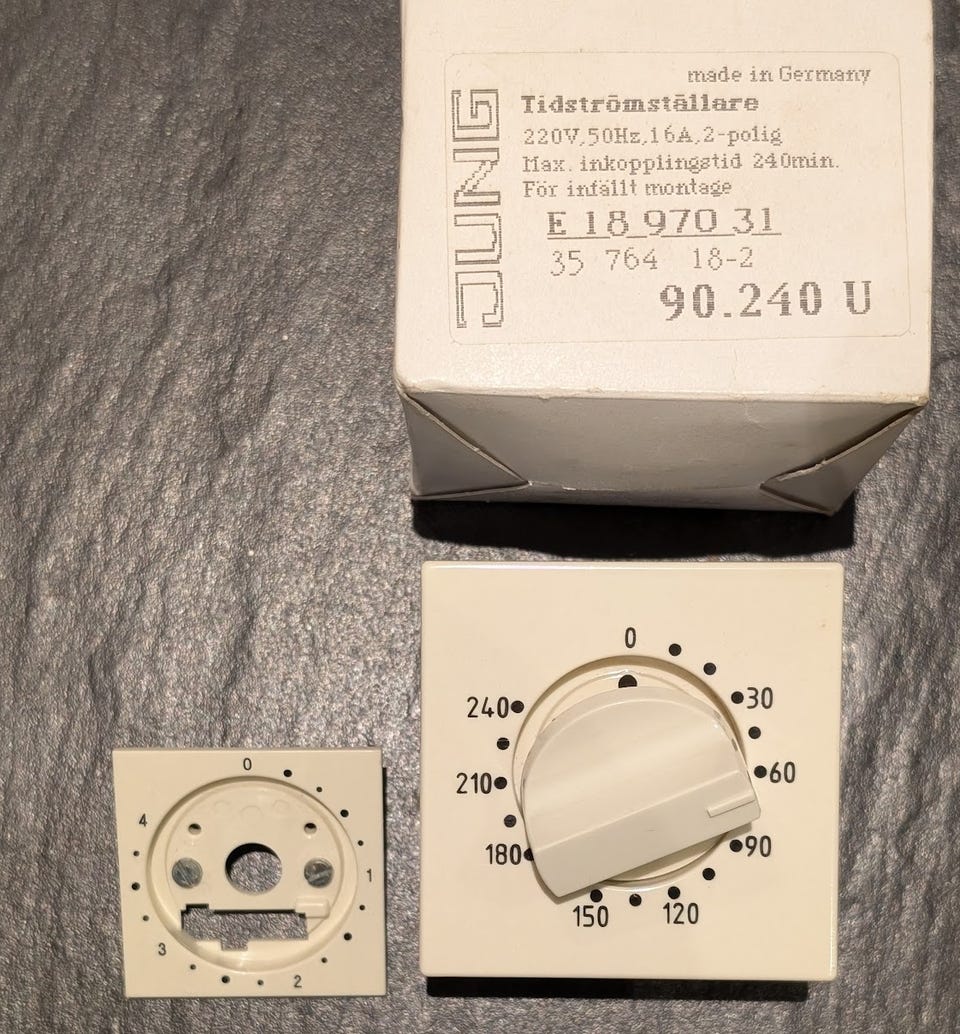 JUNG
made in Germany
Tidströmställare
220V,50Hz,16A,2-polig
Max. inkopplingstid 240min.
För infällt montage
E 18 970 31
35 764 18-2
90.240 U
0
30
60
90
120
150
180
210
240
0
1
2
3
4